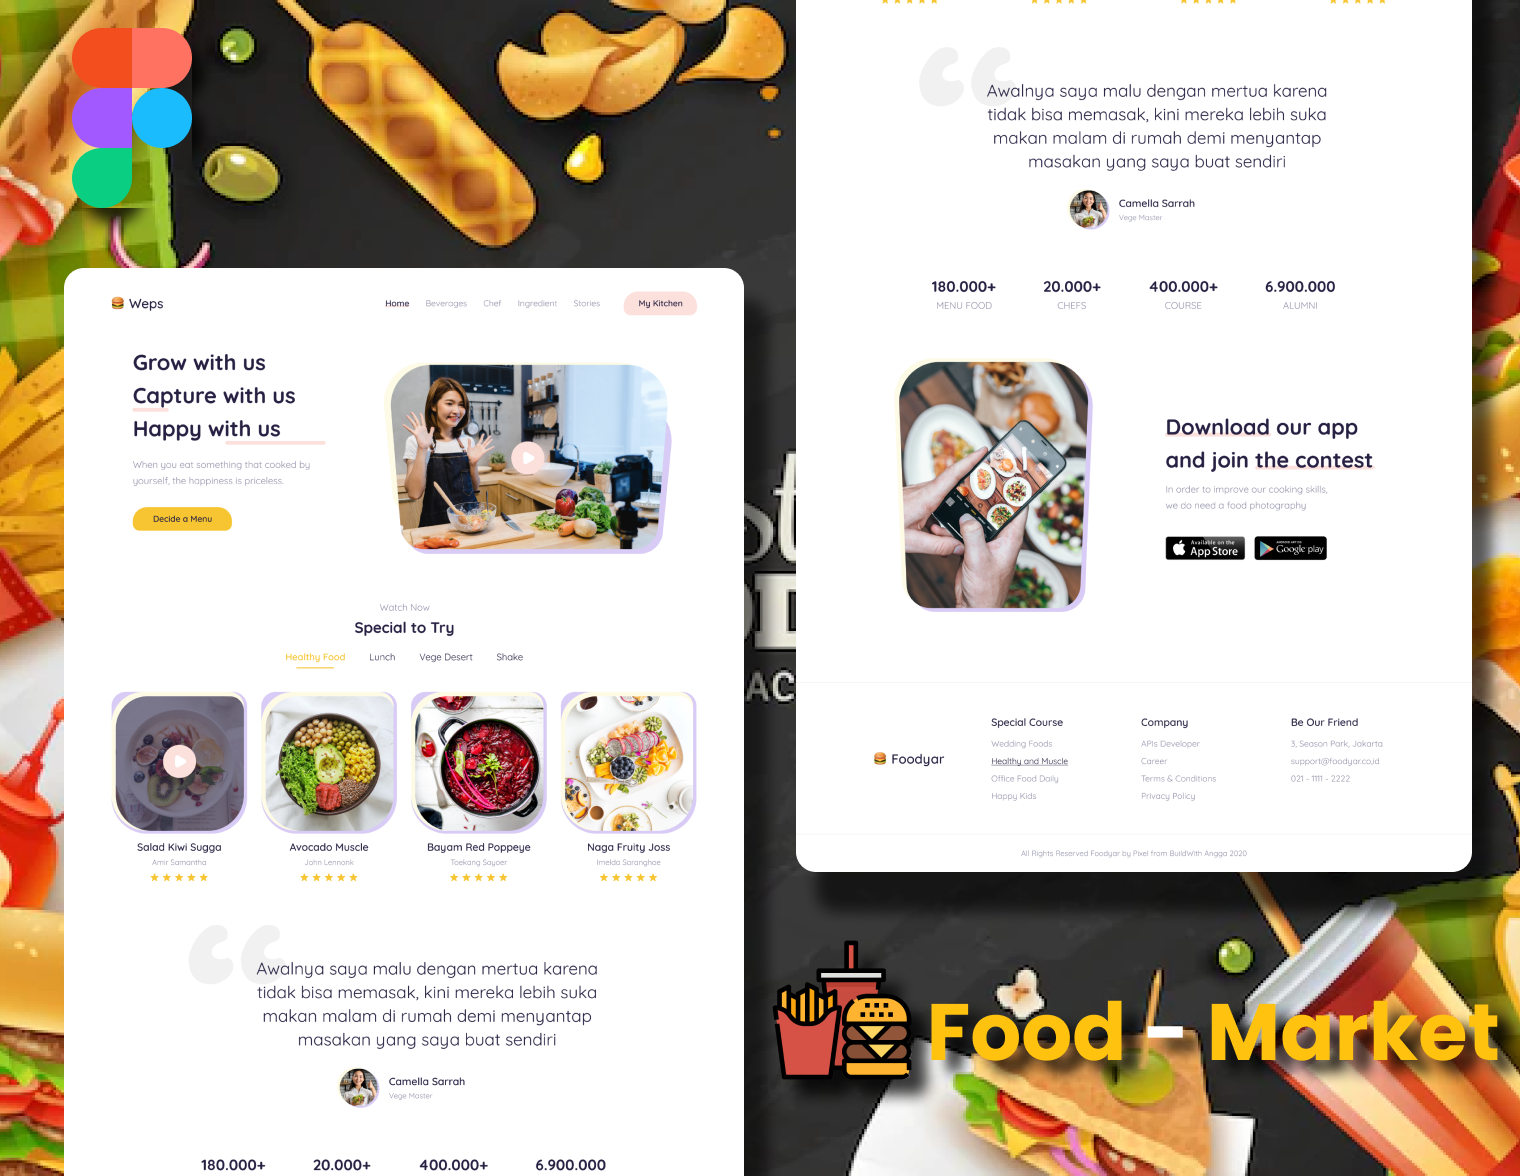 Weps
Home Beverages Chef Ingredient Stories My Kitchen
Grow with us
Capture with us
Happy with us
When you eat something that cooked by
yourself, the happiness is priceless.
Decide a Menu
Watch Now
Special to Try
Healthy Food Lunch Vege Desert Shake
Salad Kiwi Sugga Avocado Muscle Bayam Red Poppeye Naga Fruity Joss
Amir Samantha John Lennonk Toekang Sayoer Imelda Saranghae
“
Awalnya saya malu dengan mertua karena
tidak bisa memasak, kini mereka lebih suka
makan malam di rumah demi menyantap
masakan yang saya buat sendiri
Camella Sarrah
Vege Master
180.000+ 20.000+ 400.000+ 6.900.000
“
Awalnya saya malu dengan mertua karena
tidak bisa memasak, kini mereka lebih suka
makan malam di rumah demi menyantap
masakan yang saya buat sendiri
Camella Sarrah
Vege Master
180.000+ 20.000+ 400.000+ 6.900.000
MENU FOOD CHEFS COURSE ALUMNI
Download our app
and join the contest
In order to improve our cooking skills,
we do need a food photography
Available on the
App Store
ANDROID APP ON
Google play
Foodyar
Special Course
Wedding Foods
Healthy and Muscle
Office Food Daily
Happy Kids
Company
APIs Developer
Career
Terms & Conditions
Privacy Policy
Be Our Friend
3, Season Park, Jakarta
support@foodyar.co,id
021 - 1111 - 2222
All Rights Reserved Foodyar by Pixel from BuildWith Angga 2020
Food - Market